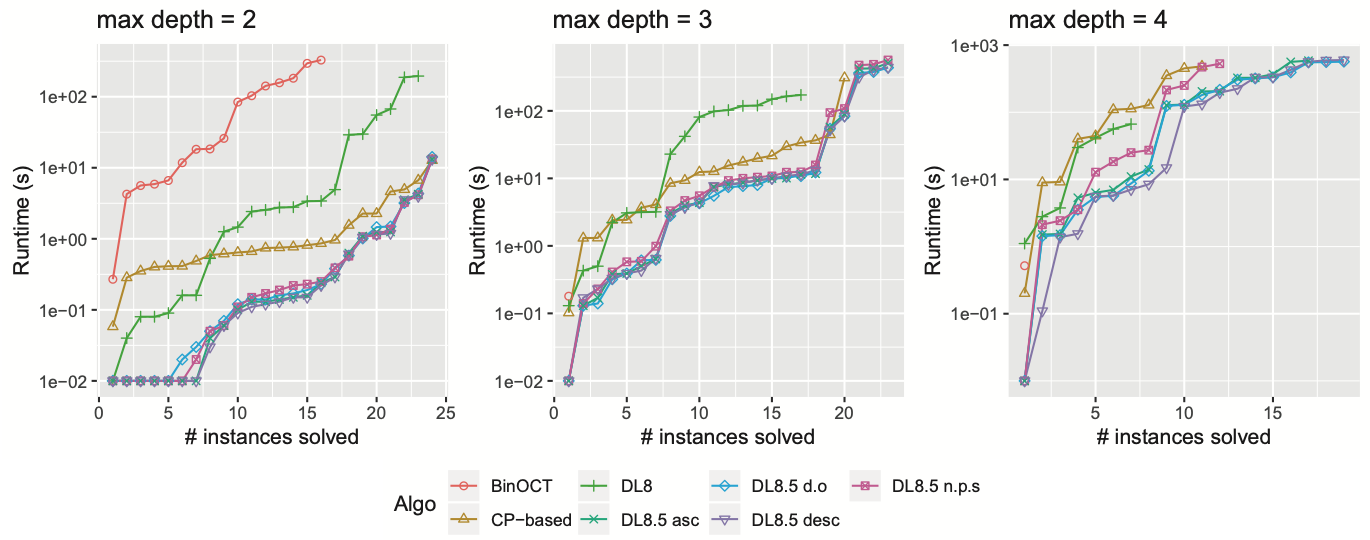 max depth = 2
max depth = 3
max depth = 4
Runtime (s)
1e+02
1e+01
1e+00
1e−01
1e−02
0 5 10 15 20 25
# instances solved
Runtime (s)
1e+02
1e+01
1e+00
1e−01
1e−02
0 5 10 15 20
# instances solved
Runtime (s)
1e+03
1e+01
1e−01
5 10 15
# instances solved
Algo
BinOCT DL8 DL8.5 d.o DL8.5 n.p.s
CP−based DL8.5 asc DL8.5 desc